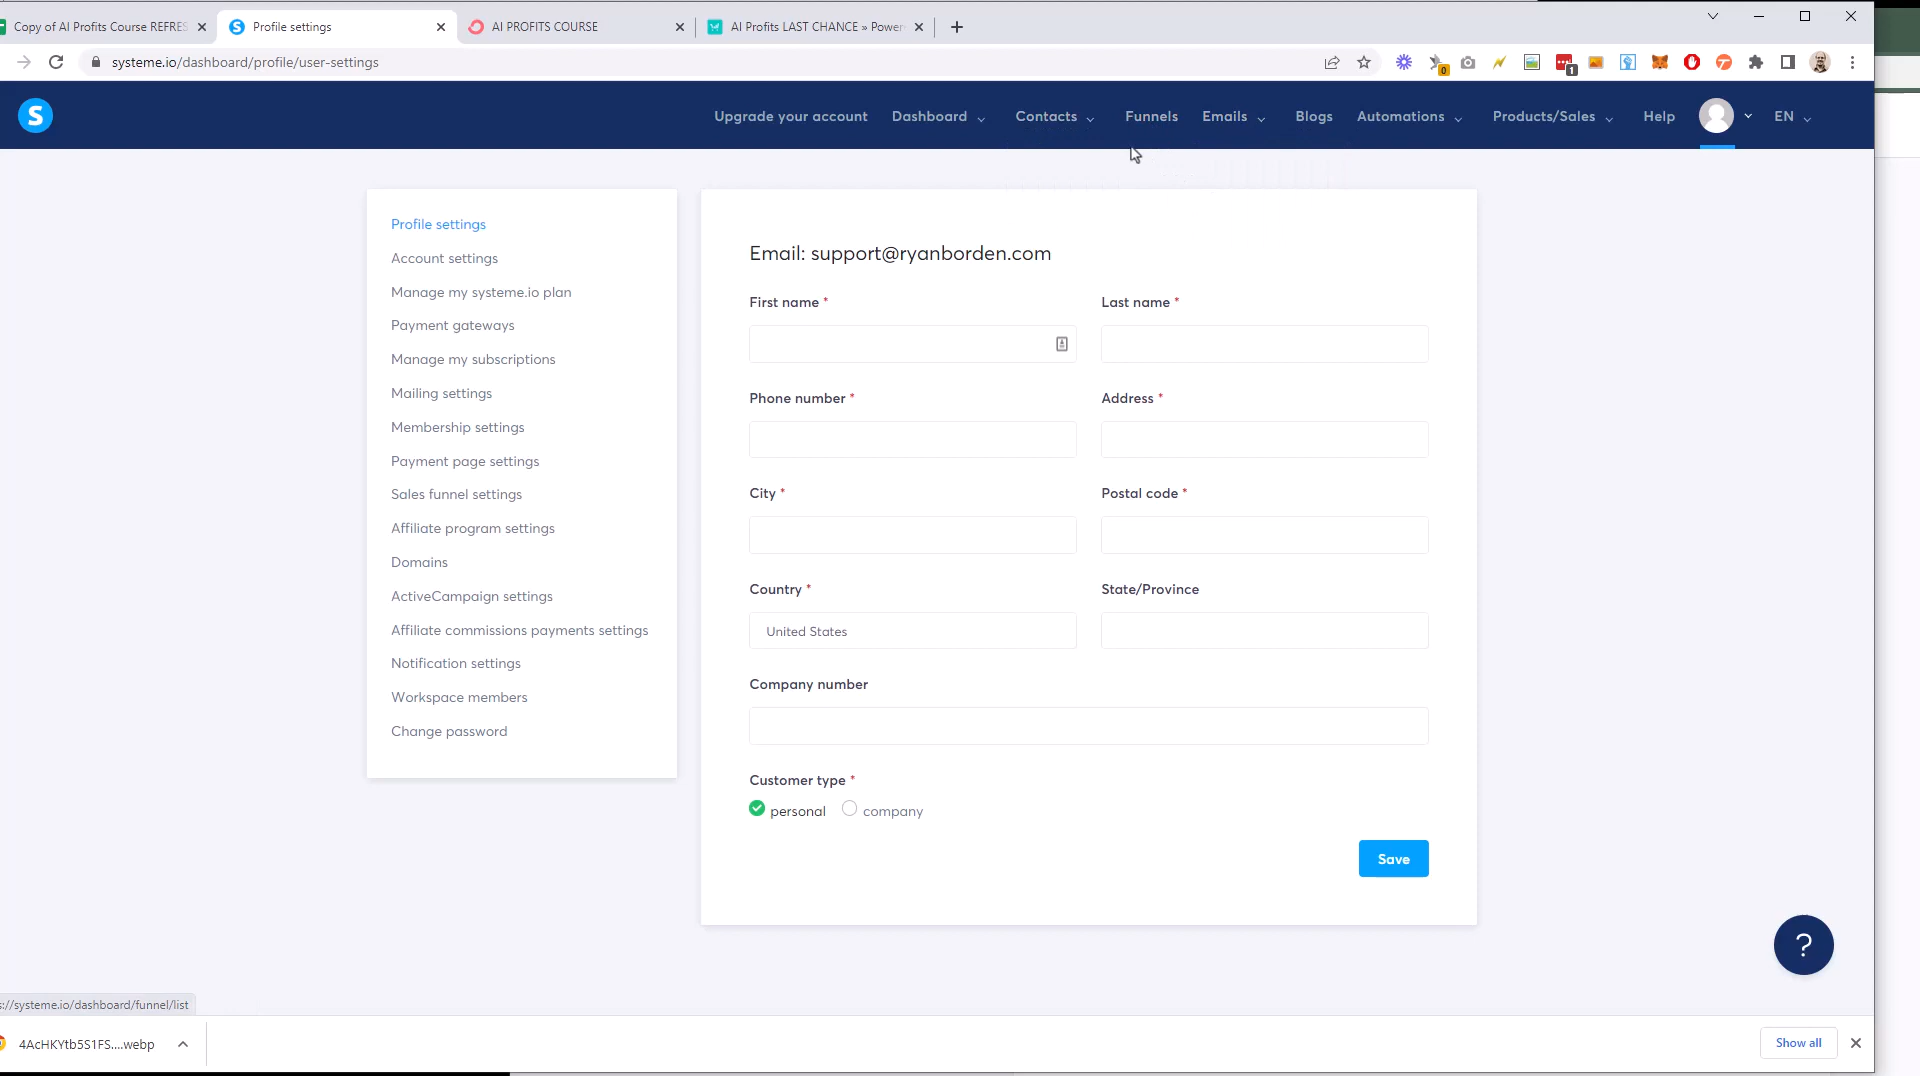 Copy of AI Profits Course REFRES
Profile settings
AI PROFITS COURSE
AI Profits LAST CHANCE » Power
systeme.io/dashboard/profile/user-settings
0
1
S
Upgrade your account
Dashboard
Contacts
Funnels
Emails
Blogs
Automations
Products/Sales
Help
EN
Profile settings
Account settings
Manage my systeme.io plan
Payment gateways
Manage my subscriptions
Mailing settings
Membership settings
Payment page settings
Sales funnel settings
Affiliate program settings
Domains
ActiveCampaign settings
Affiliate commissions payments settings
Notification settings
Workspace members
Change password
Email: support@ryanborden.com
First name *
Last name *
Phone number *
Address *
City *
Postal code *
Country *
State/Province
United States
Company number
Customer type *
personal
company
Save
?
s://systeme.io/dashboard/funnel/list
4AcHKYtb5S1FS....webp
Show all